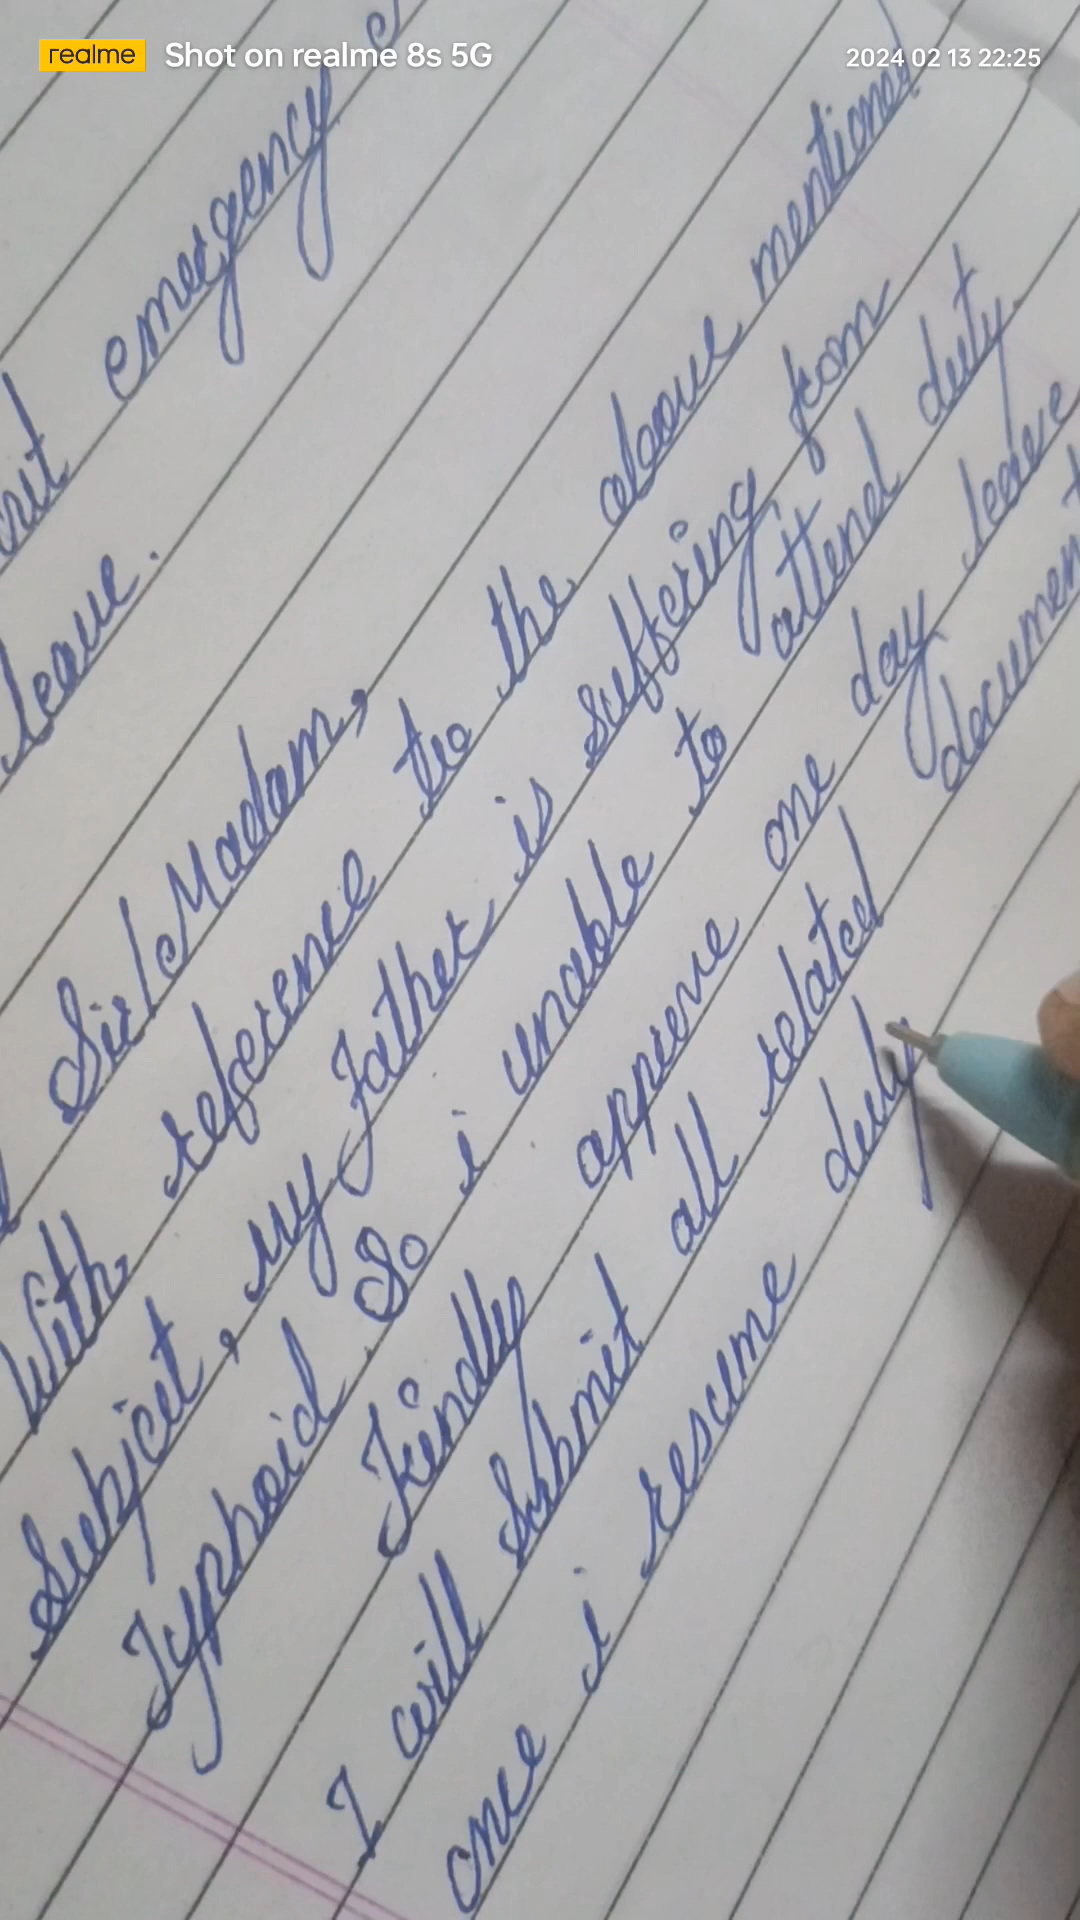 realme Shot on realme 8s 5G
2024 02 13 22:25
emergency
leave.
Sir/Madam,
With reference to the above mentioned
Subject, my Father is suffering from
Typhoid. So i unable to attend duty.
Kindly approve one day leave
I will Submit all related document
once i resume duly